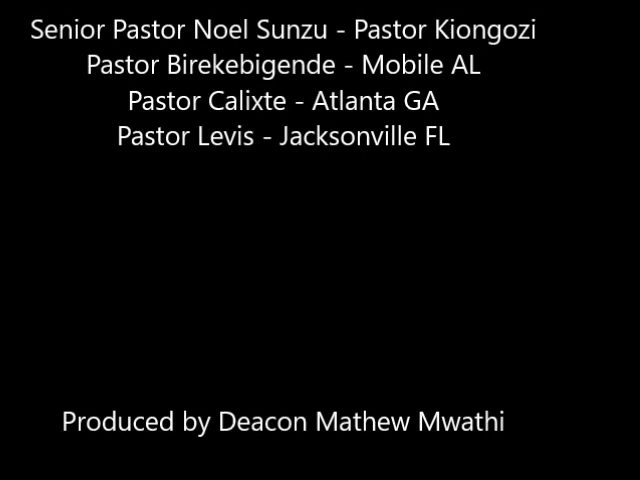 Senior Pastor Noel Sunzu - Pastor Kiongozi
Pastor Birekebigende - Mobile AL
Pastor Calixte - Atlanta GA
Pastor Levis - Jacksonville FL
Produced by Deacon Mathew Mwathi